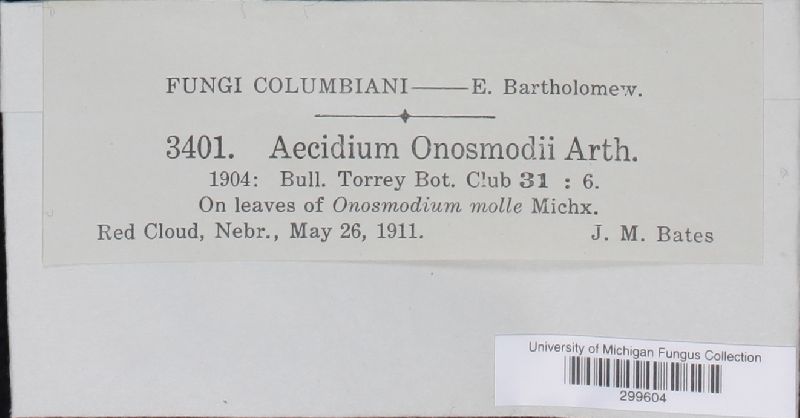 FUNGI COLUMBIANI—E. Bartholomew.
3401. Aecidium Onosmodii Arth.
1904: Bull. Torrey Bot. Club 31 : 6.
On leaves of Onosmodium molle Michx.
Red Cloud, Nebr., May 26, 1911. J. M. Bates
University of Michigan Fungus Collection
299604